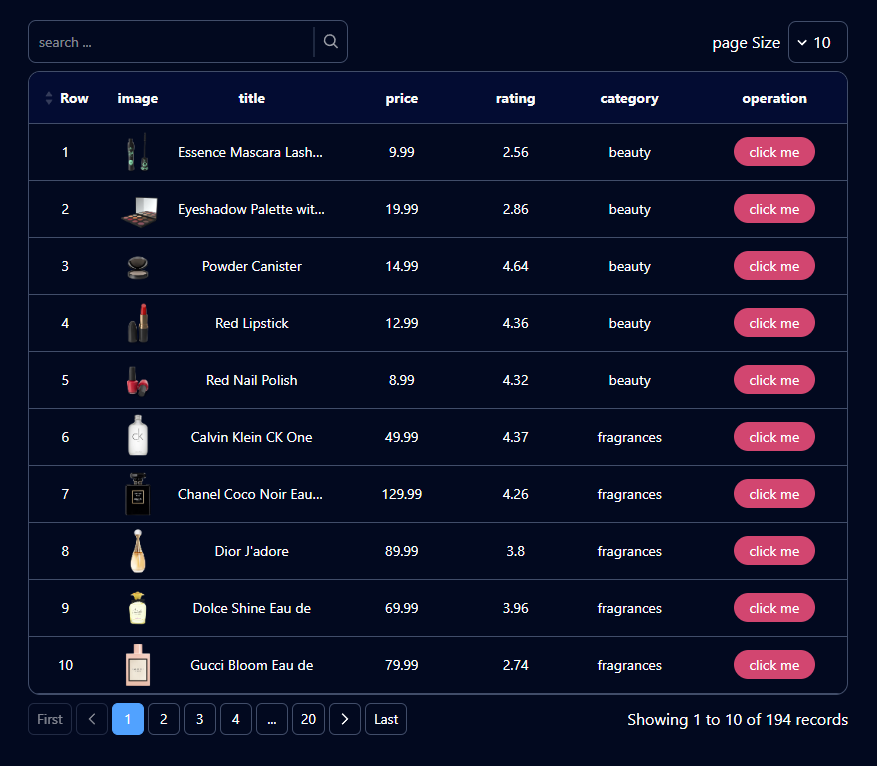 search ...
page Size 10
Row image title price rating category operation
1 Essence Mascara Lash... 9.99 2.56 beauty click me
2 Eyeshadow Palette wit... 19.99 2.86 beauty click me
3 Powder Canister 14.99 4.64 beauty click me
4 Red Lipstick 12.99 4.36 beauty click me
5 Red Nail Polish 8.99 4.32 beauty click me
6 CK Calvin Klein CK One 49.99 4.37 fragrances click me
7 Chanel Coco Noir Eau... 129.99 4.26 fragrances click me
8 Dior J'adore 89.99 3.8 fragrances click me
9 Dolce Shine Eau de 69.99 3.96 fragrances click me
10 Gucci Bloom Eau de 79.99 2.74 fragrances click me
First 1 2 3 4 ... 20 Last Showing 1 to 10 of 194 records